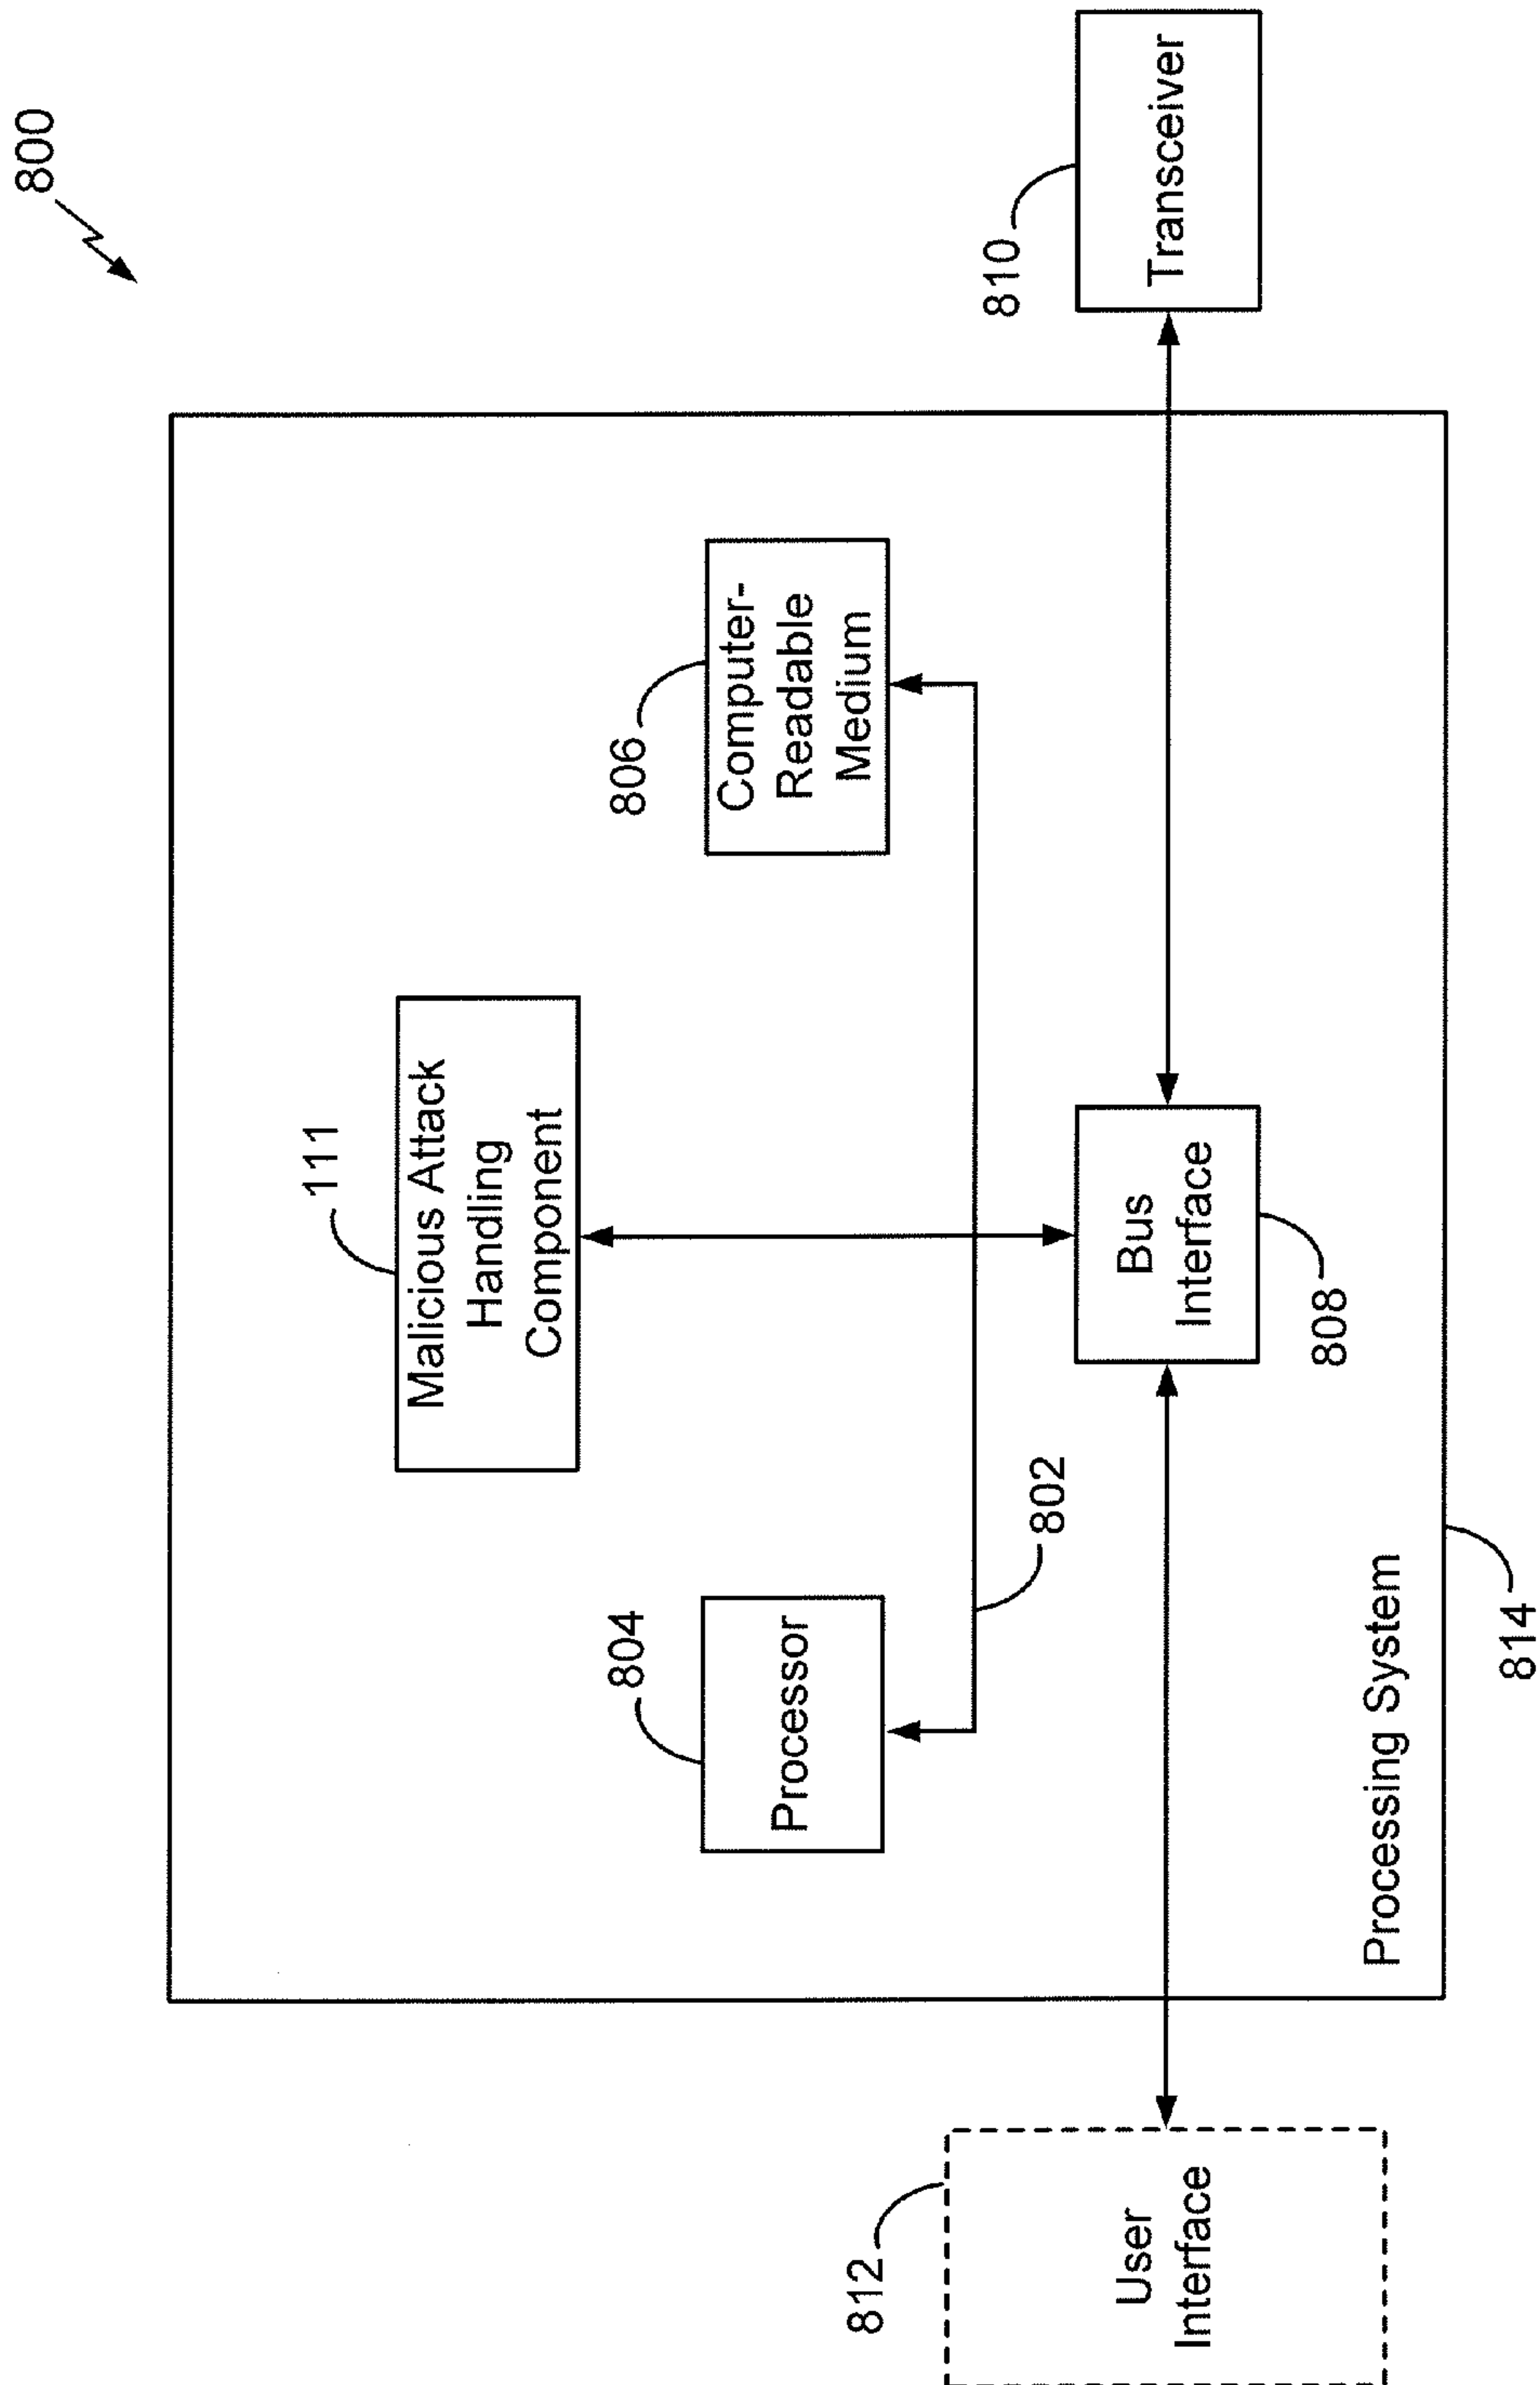 800
111
Malicious Attack
Handling
Component
804
Processor
806
Computer-
Readable
Medium
802
812
User
Interface
Bus
Interface
808
810
Transceiver
Processing System
814